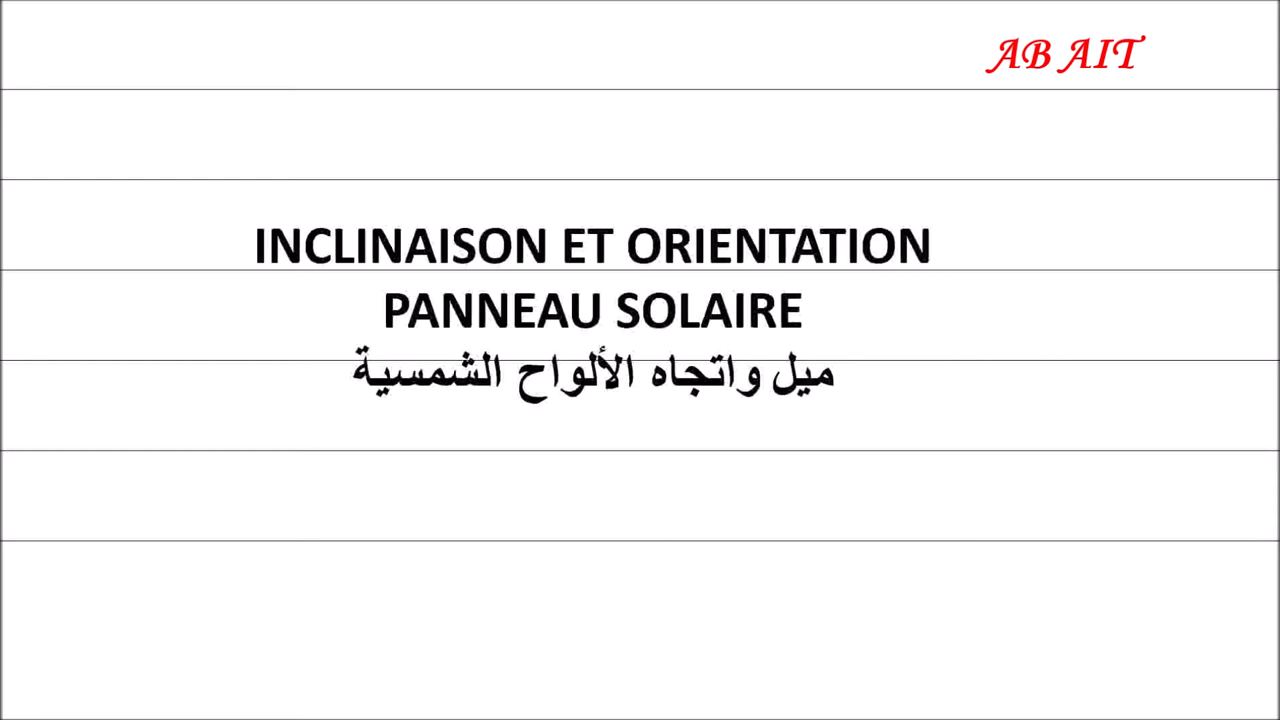 AB AIT
INCLINAISON ET ORIENTATION
PANNEAU SOLAIRE
ميل واتجاه الألواح الشمسية